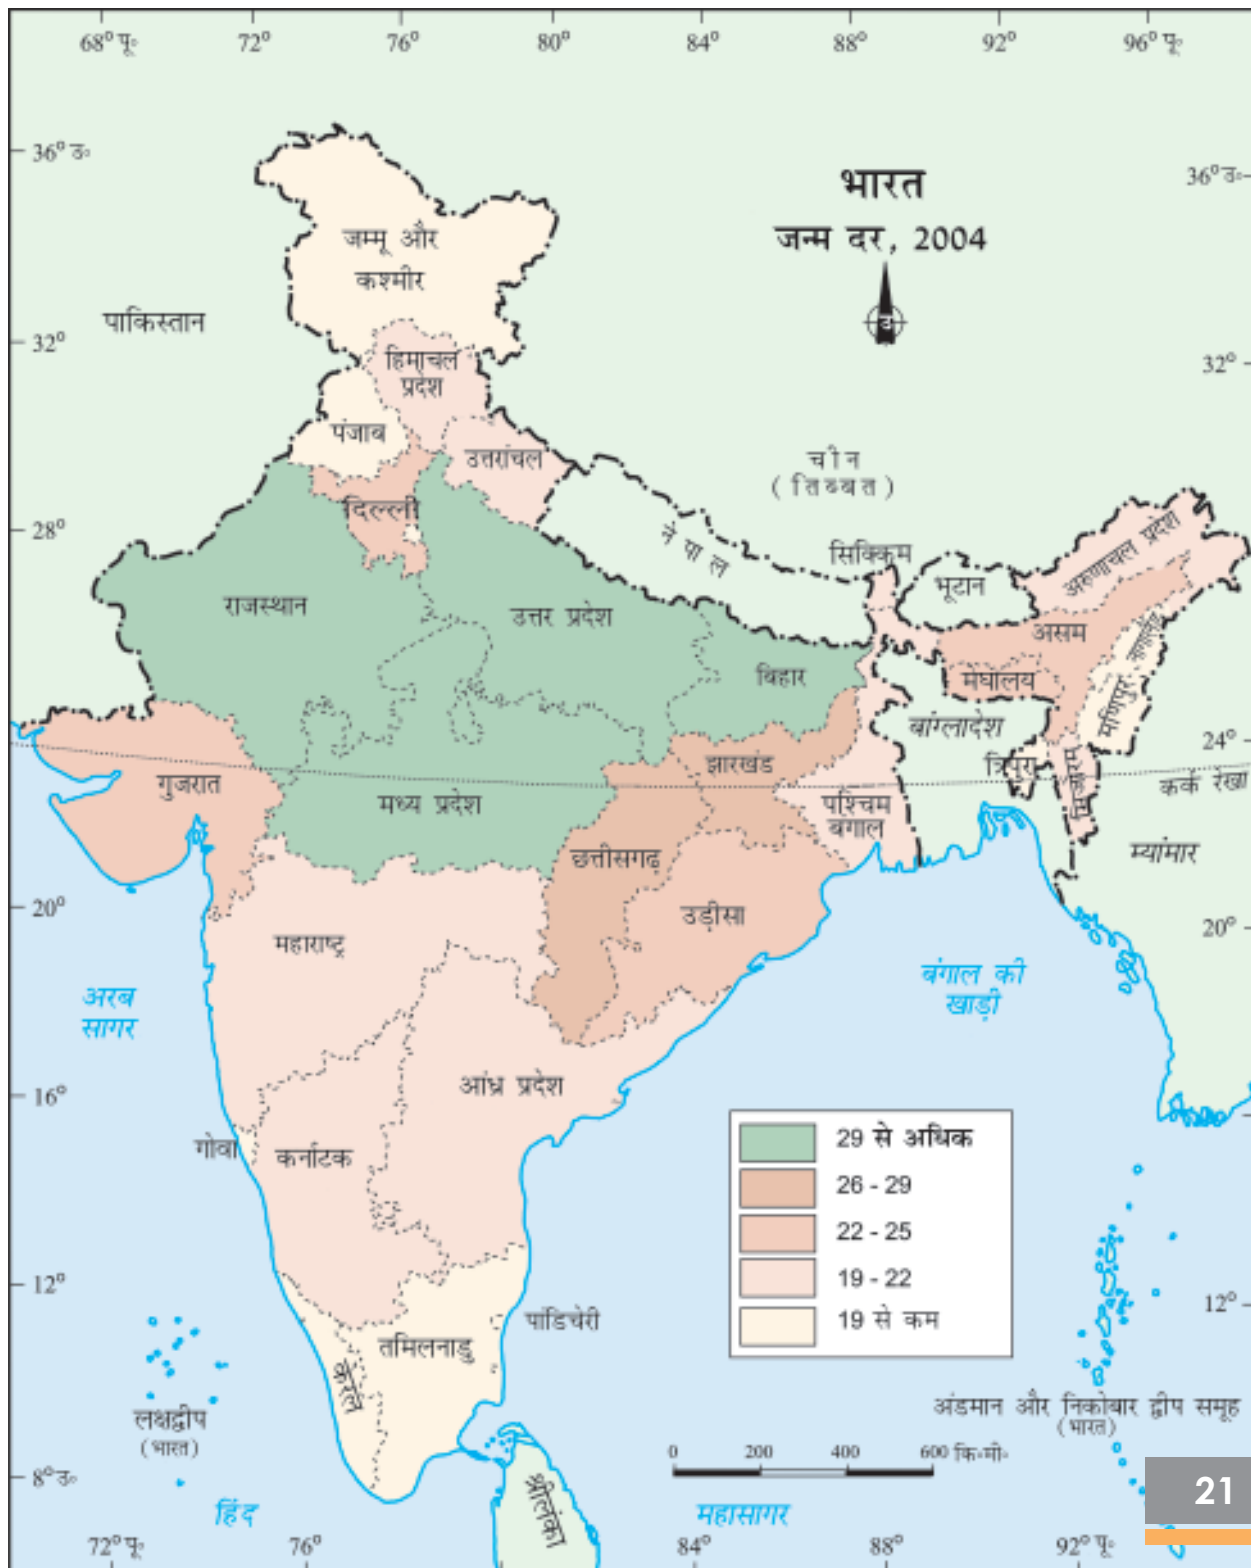 68° पू॰
72°
76°
80°
84°
88°
92°
96° पू॰
36° उ॰
36° उ॰
भारत
जन्म दर, 2004
उ
जम्मू और
कश्मीर
पाकिस्तान
32°
32°
हिमाचल
प्रदेश
पंजाब
उत्तरांचल
चीन
(तिब्बत)
दिल्ली
28°
नेपाल
सिक्किम
भूटान
अरुणाचल प्रदेश
राजस्थान
उत्तर प्रदेश
असम
नागालैंड
बिहार
मेघालय
मणिपुर
बांग्लादेश
24°
झारखंड
त्रिपुरा
मिजोरम
कर्क रेखा
गुजरात
मध्य प्रदेश
पश्चिम
बंगाल
छत्तीसगढ़
म्यांमार
20°
उड़ीसा
20°
महाराष्ट्र
अरब
सागर
बंगाल की
खाड़ी
आंध्र प्रदेश
16°
गोवा
कर्नाटक
29 से अधिक
26 - 29
22 - 25
19 - 22
19 से कम
12°
12°
पांडिचेरी
तमिलनाडु
केरल
लक्षद्वीप
(भारत)
अंडमान और निकोबार द्वीप समूह
(भारत)
0 200 400 600 कि॰मी॰
8° उ॰
श्रीलंका
हिंद
महासागर
21
72° पू॰
76°
84°
88°
92° पू॰